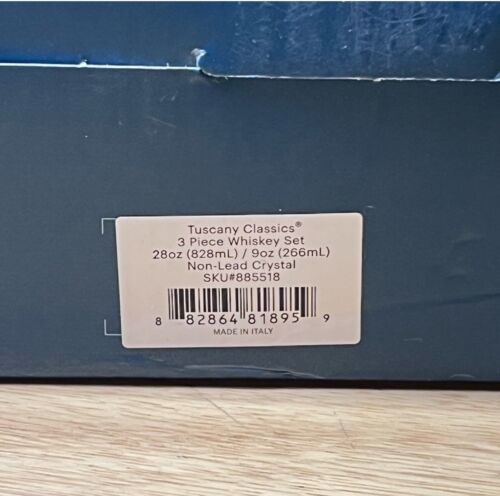 Tuscany Classics®
3 Piece Whiskey Set
28oz (828mL) / 9oz (266mL)
Non-Lead Crystal
SKU#885518
8 82864 81895 9
MADE IN ITALY